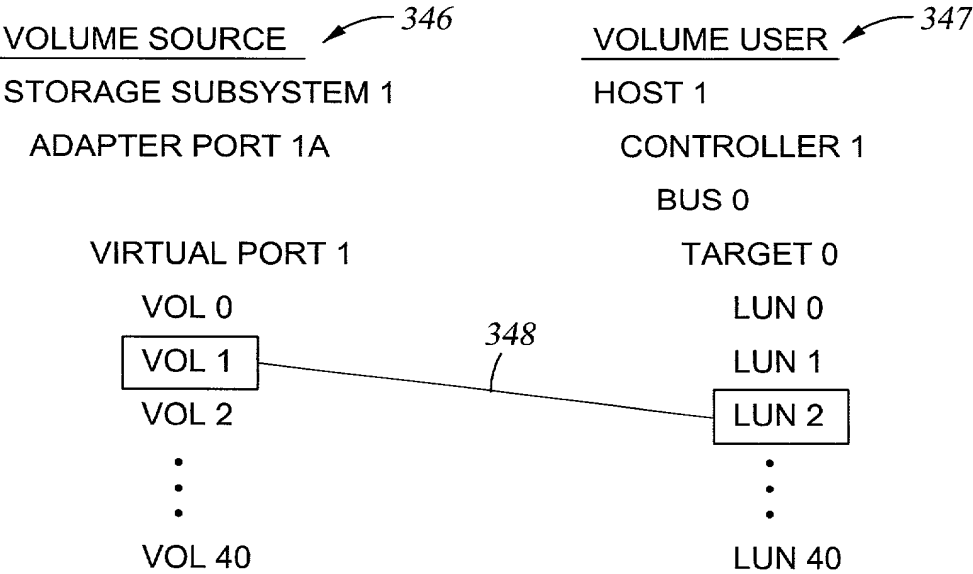 VOLUME SOURCE 346
STORAGE SUBSYSTEM 1
ADAPTER PORT 1A
VIRTUAL PORT 1
VOL 0
VOL 1
VOL 2
VOL 40
VOLUME USER 347
HOST 1
CONTROLLER 1
BUS 0
TARGET 0
LUN 0
LUN 1
LUN 2
LUN 40
348